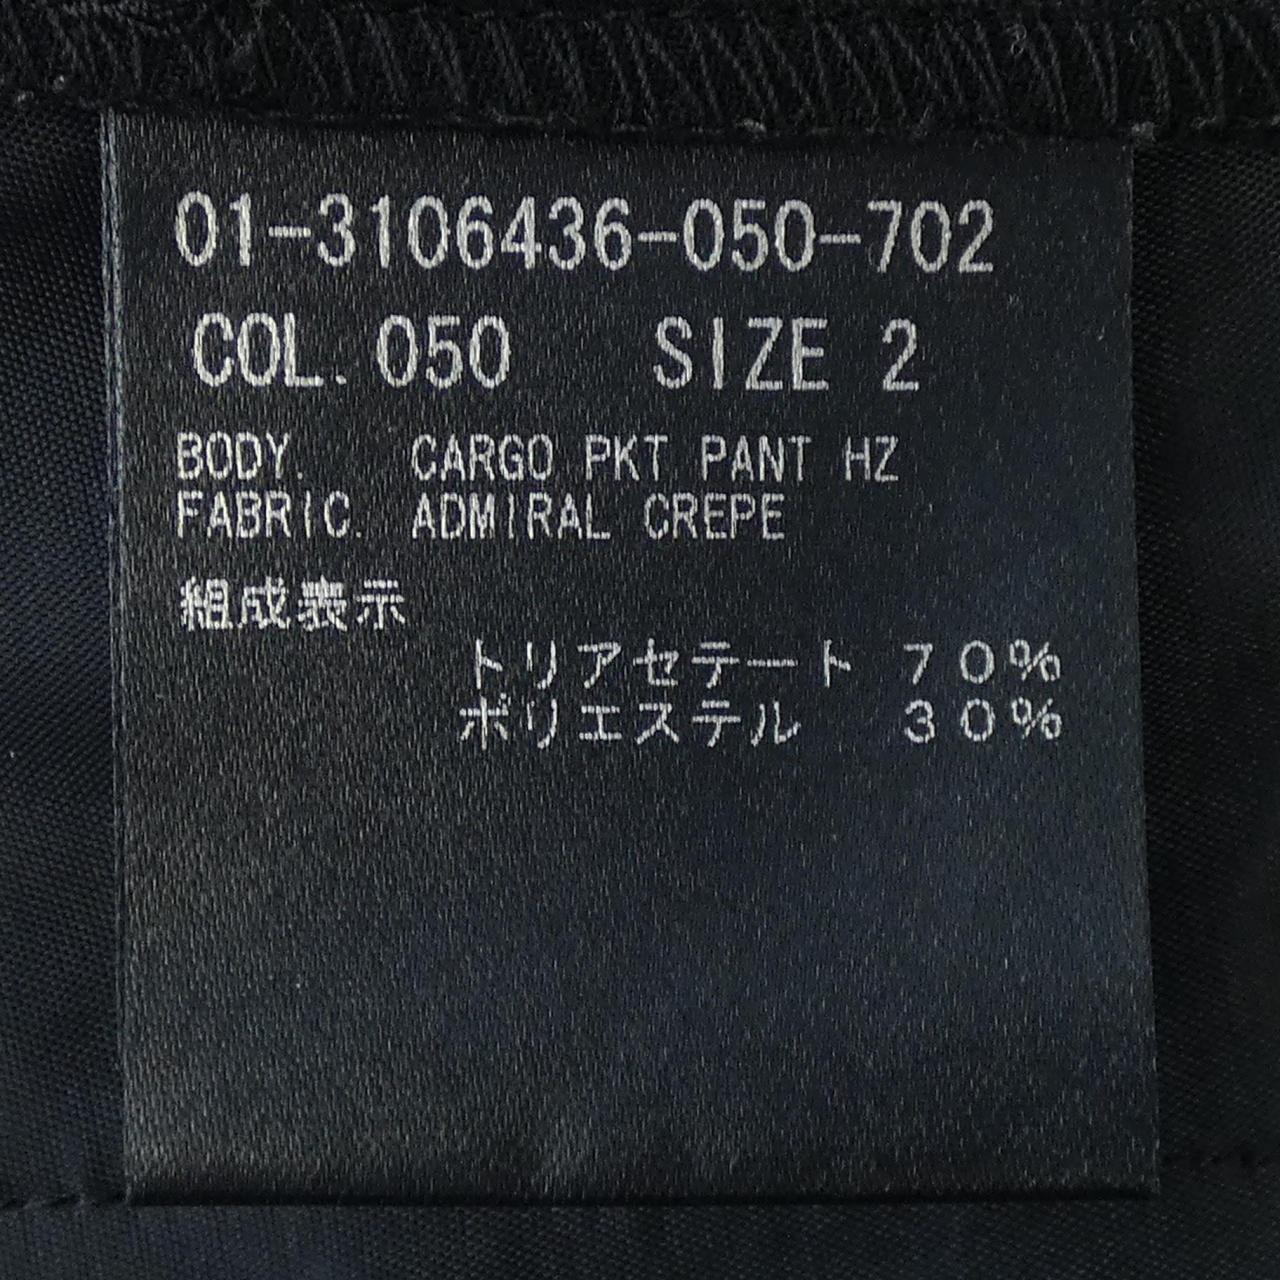 01-3106436-050-702
COL. 050 SIZE 2
BODY. CARGO PKT PANT HZ
FABRIC. ADMIRAL CREPE
組成表示
トリアセテート 70%
ポリエステル 30%